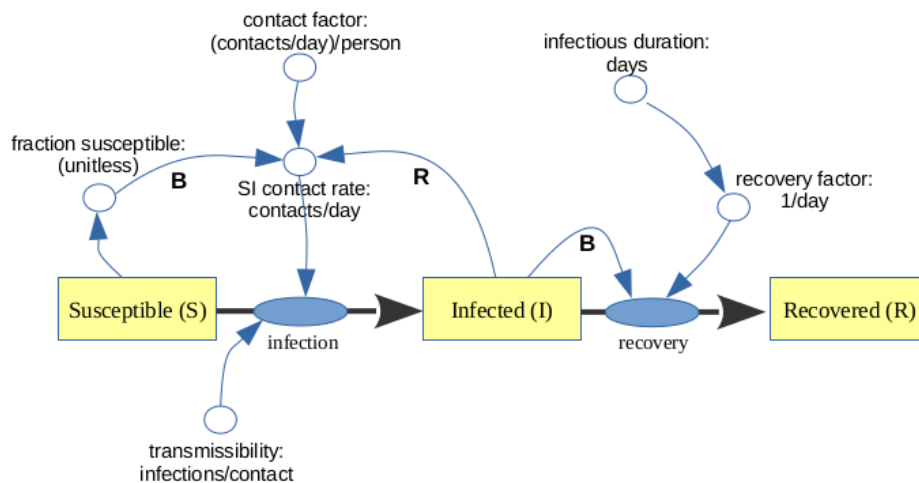 contact factor:
(contacts/day)/person
infectious duration:
days
fraction susceptible:
(unitless)
B
R
SI contact rate:
contacts/day
recovery factor:
1/day
B
Susceptible (S)
Infected (I)
Recovered (R)
infection
recovery
transmissibility:
infections/contact